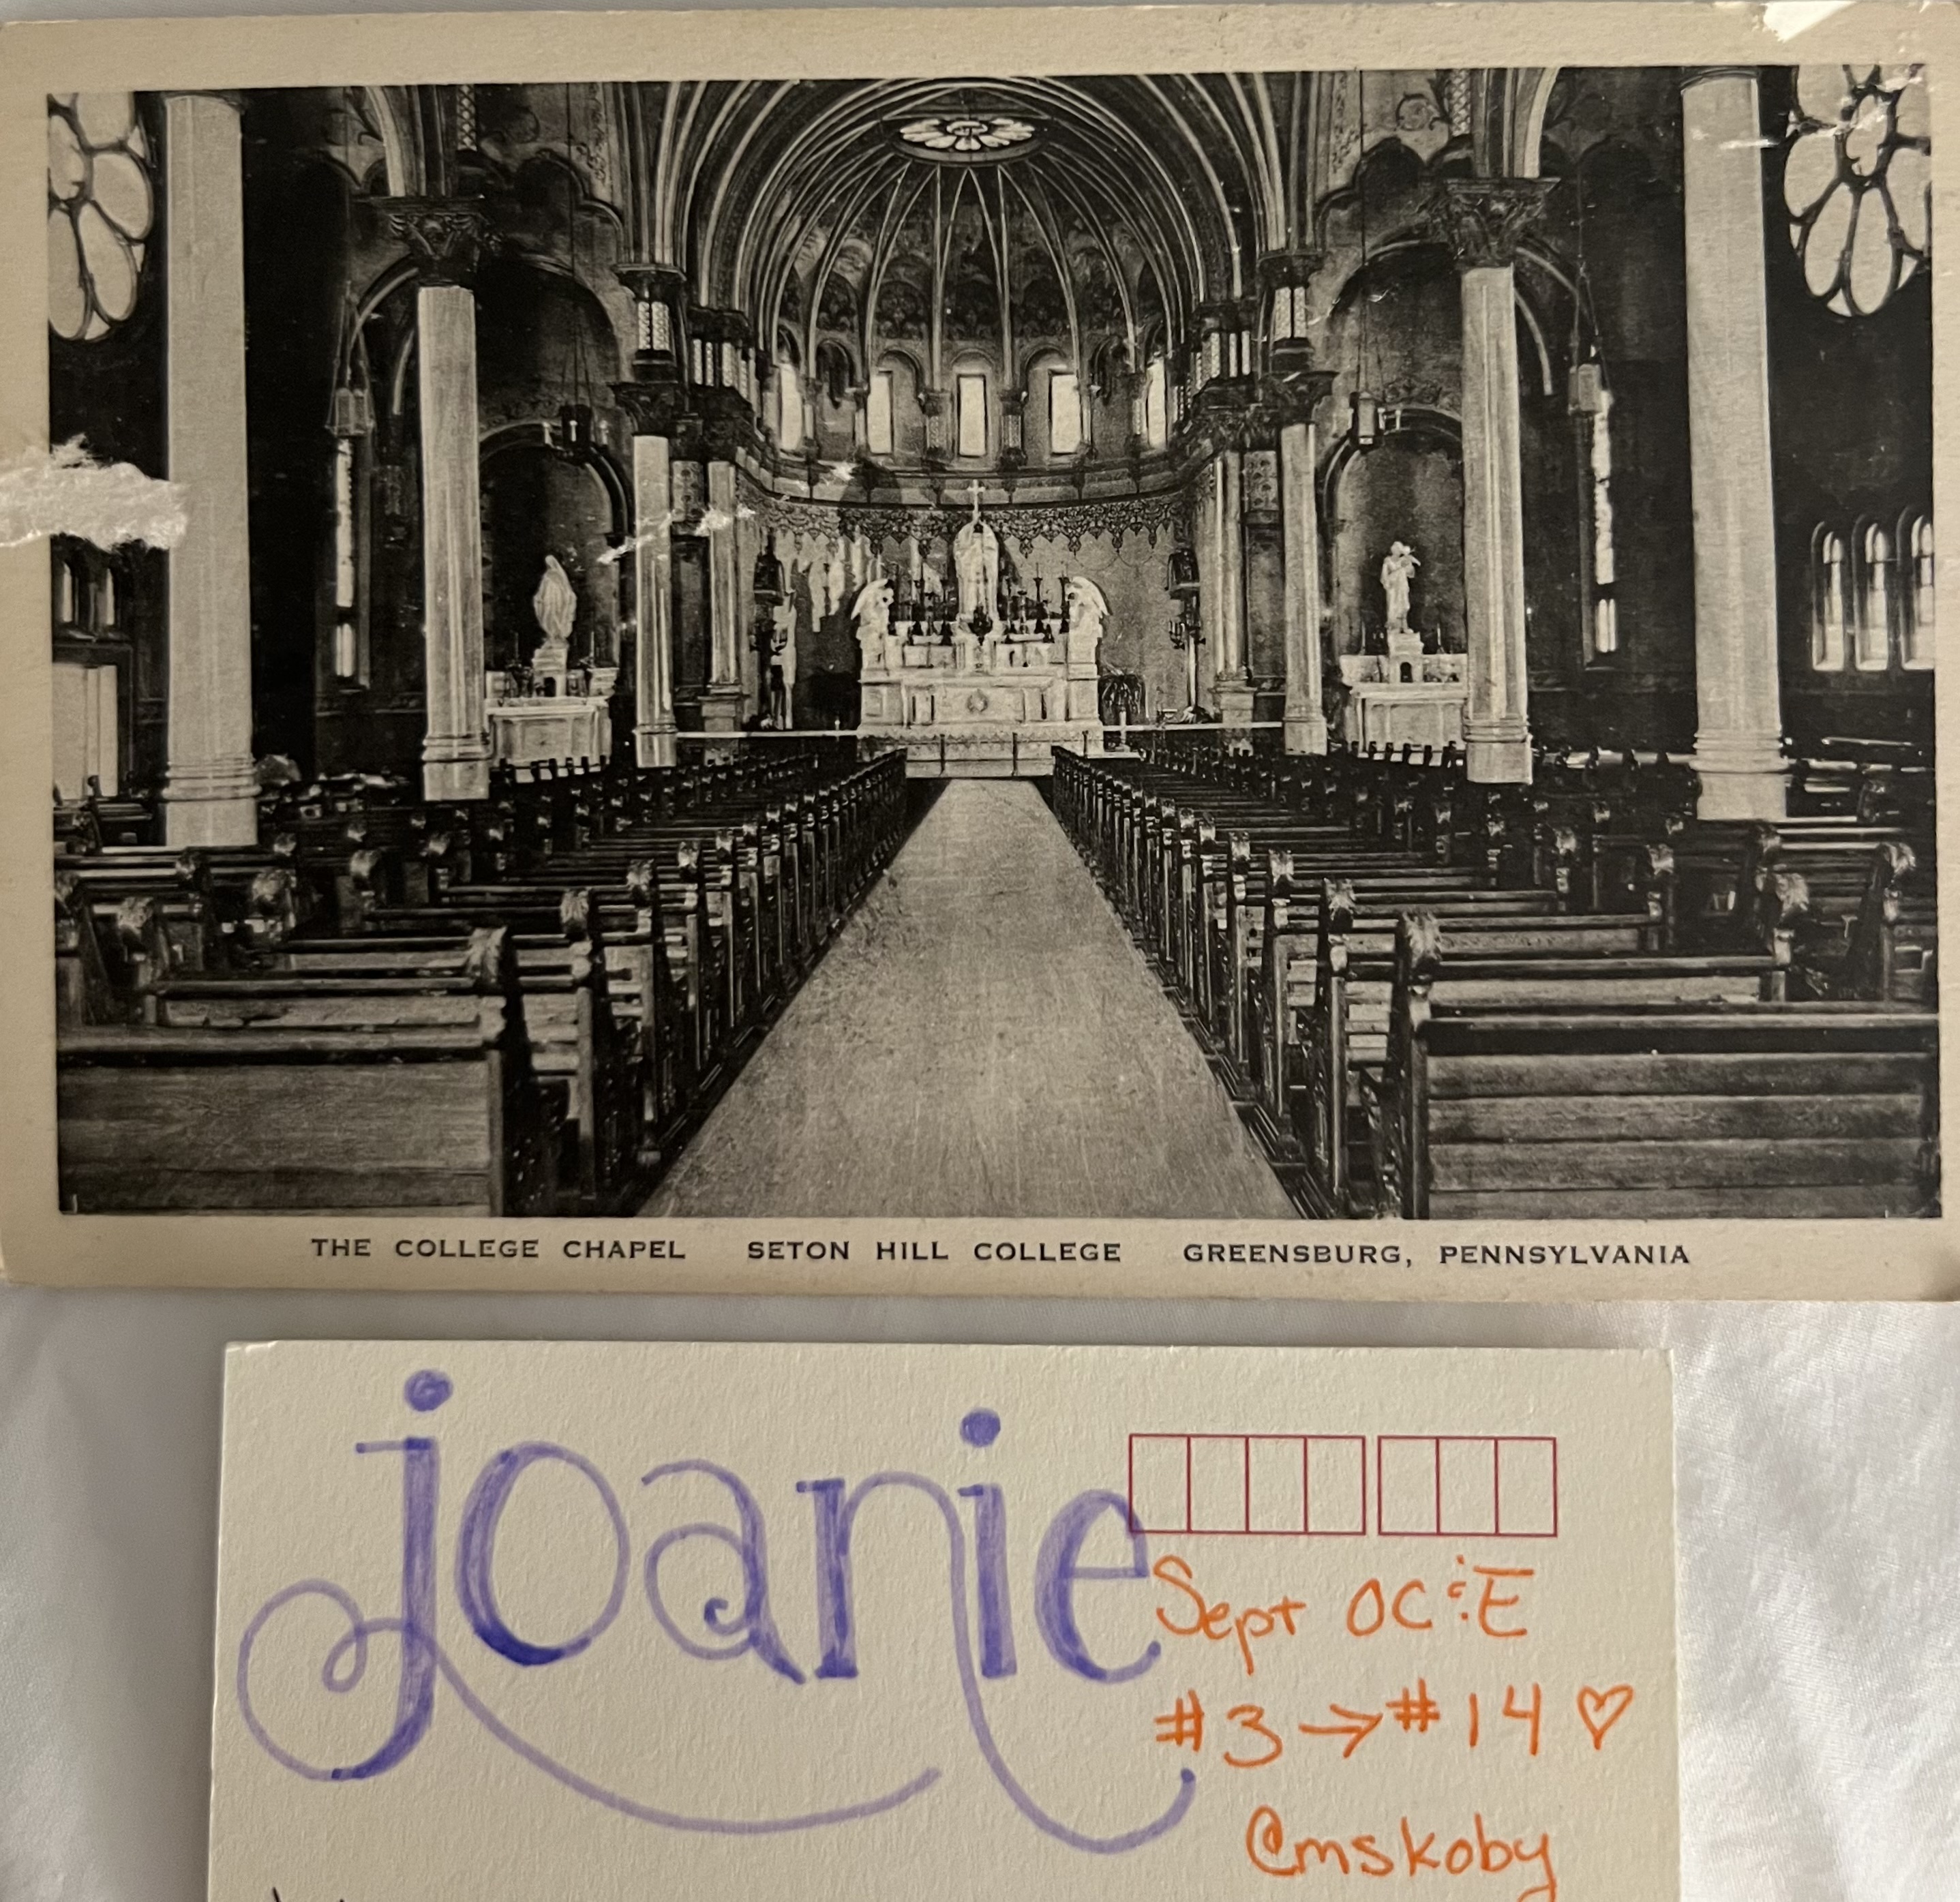 THE COLLEGE CHAPEL SETON HILL COLLEGE GREENSBURG, PENNSYLVANIA
joanie
Sept OC&E
#3→#14♡
@mskoby